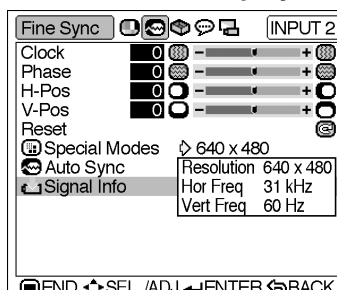 Fine Sync INPUT 2
Clock 0 - +
Phase 0 - +
H-Pos 0 - +
V-Pos 0 - +
Reset
Special Modes 640 x 480
Auto Sync
Signal Info
Resolution 640 x 480
Hor Freq 31 kHz
Vert Freq 60 Hz
END SEL./ADJ ENTER BACK